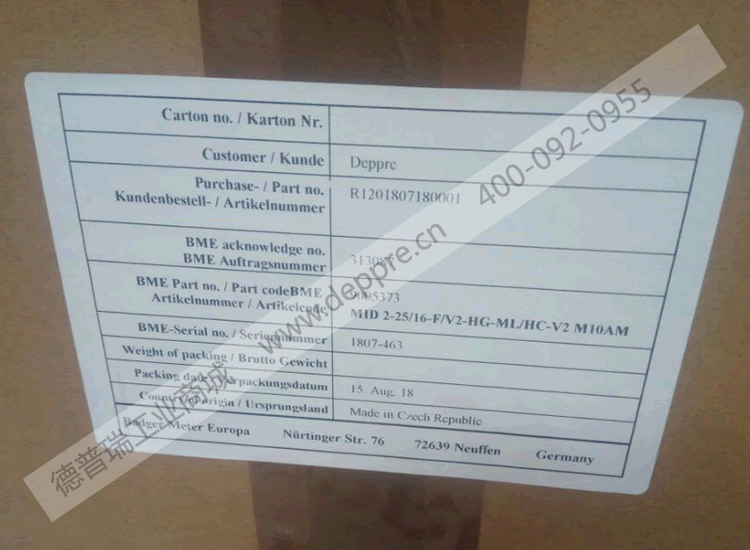 Carton no. / Karton Nr.
Customer / Kunde Deppre
Purchase- / Part no. R1201807180001
Kundenbestell- / Artikelnummer
BME acknowledge no.
BME Auftragsnummer
BME Part no. / Part codeBME
Artikelnummer / Artikelcode MID 2-25/16-F/V2-HG-ML/HC-V2 M10AM
BME-Serial no. / Seriennummer 1807-463
Weight of packing / Brutto Gewicht
Packing date / Verpackungsdatum 15. Aug. 18
Country of origin / Ursprungsland Made in Czech Republic
Badger Meter Europa Nürtinger Str. 76 72639 Neuffen Germany
德普瑞工业商城 www.deppre.cn 400-092-0955